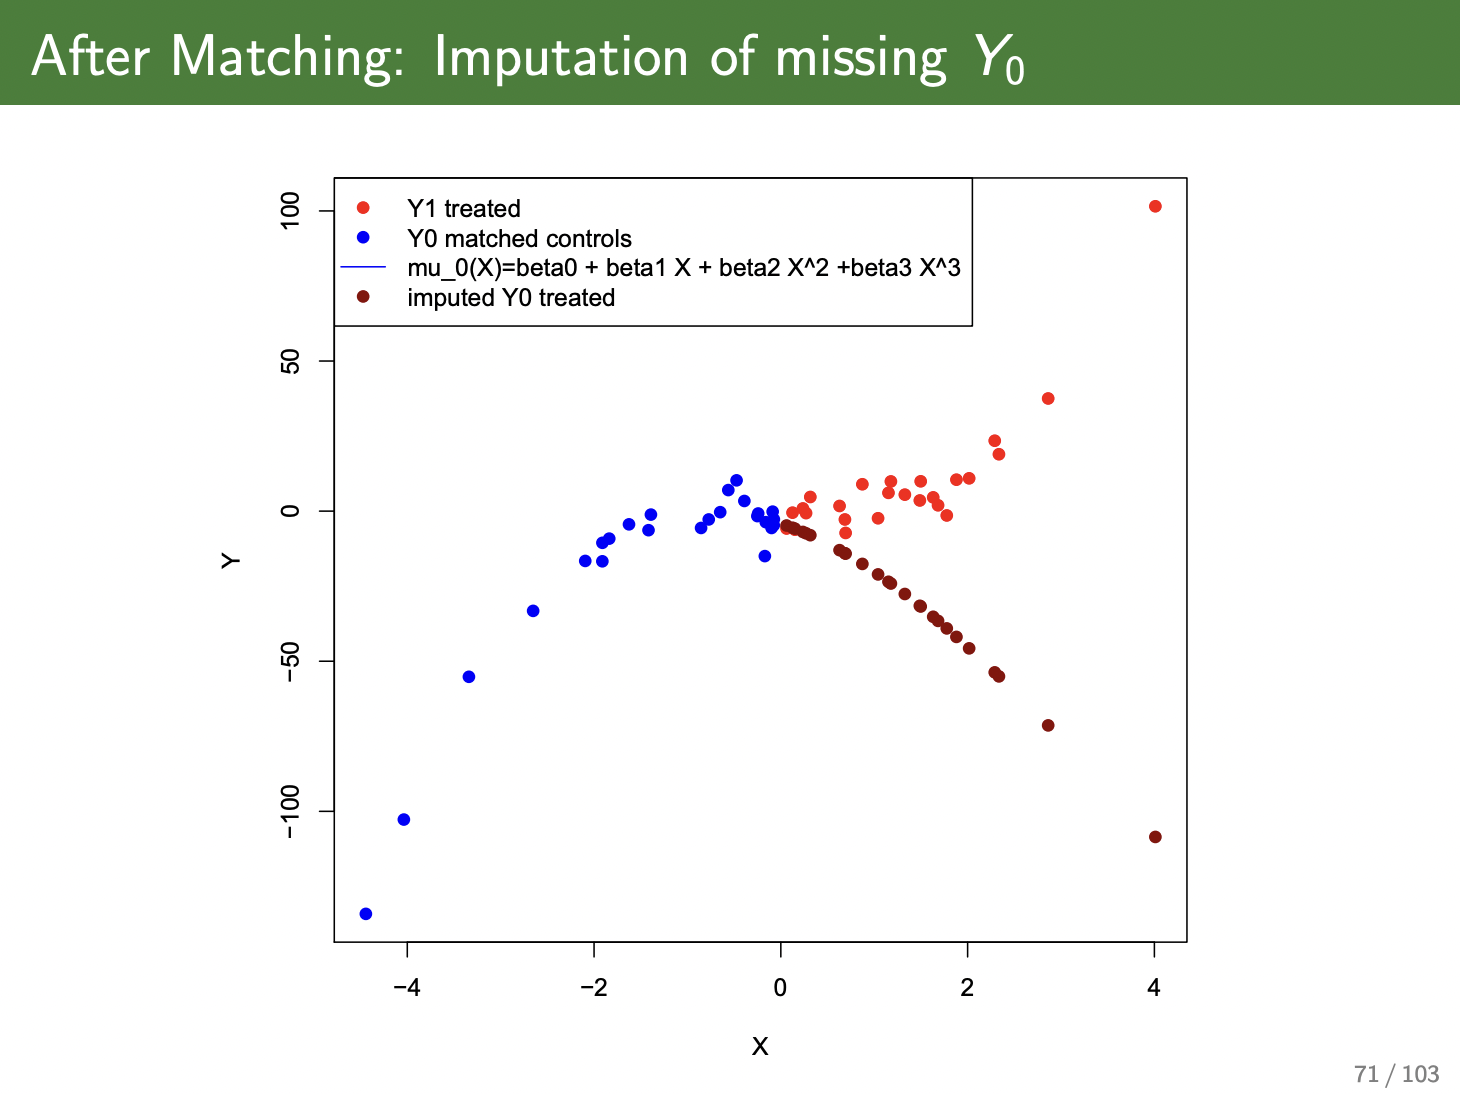 After Matching: Imputation of missing Y₀
Y1 treated
Y0 matched controls
mu_0(X)=beta0 + beta1 X + beta2 X^2 +beta3 X^3
imputed Y0 treated
100
50
0
−50
−100
Y
−4 −2 0 2 4
X
71 / 103